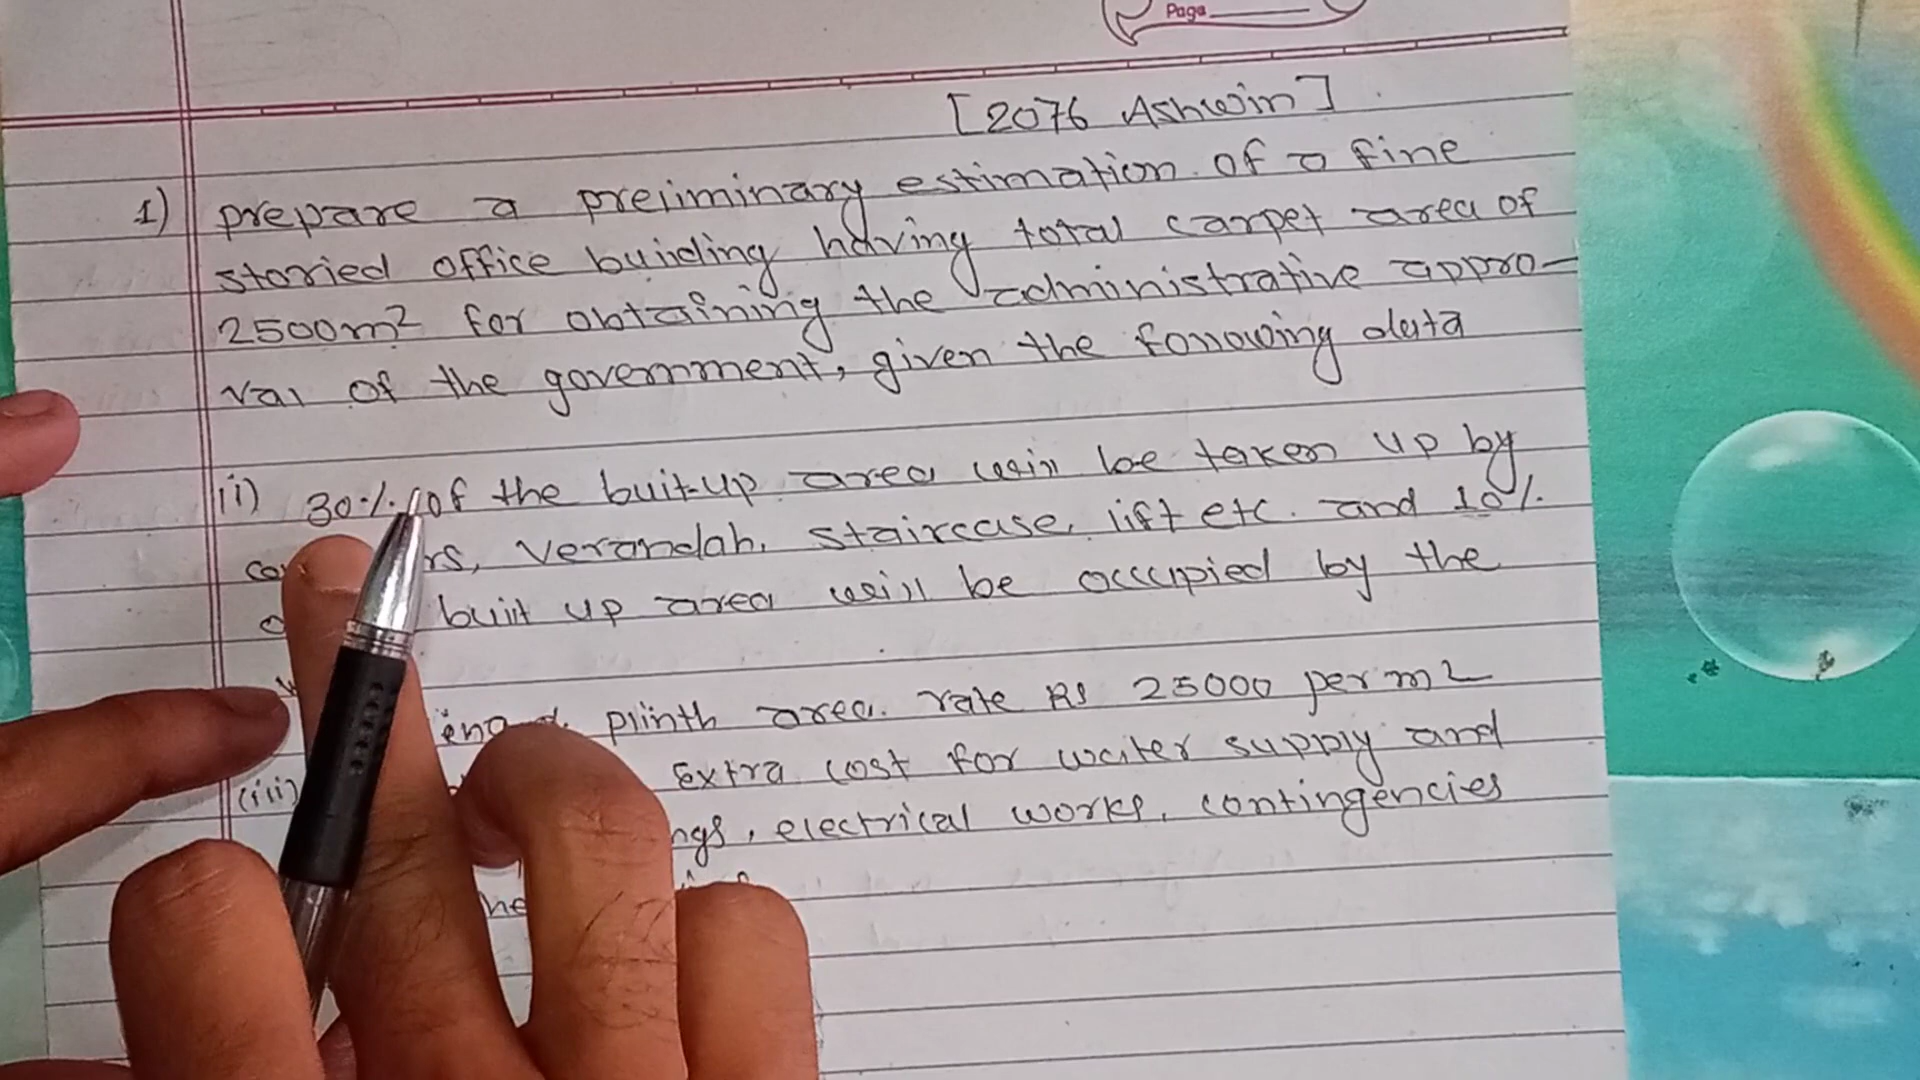 Page
[2076 Ashwin]
1) prepare a preliminary estimation of a fine
storied office building having total carpet area of
2500m2 for obtaining the administrative appro-
val of the government, given the following data
ii) 30% of the built-up area will be taken up by
rs, verandah, staircase, lift etc. and 10%
built up area will be occupied by the
plinth area rate Rs 25000 per m2
(iii) Extra cost for water supply and
ngs, electrical works, contingencies